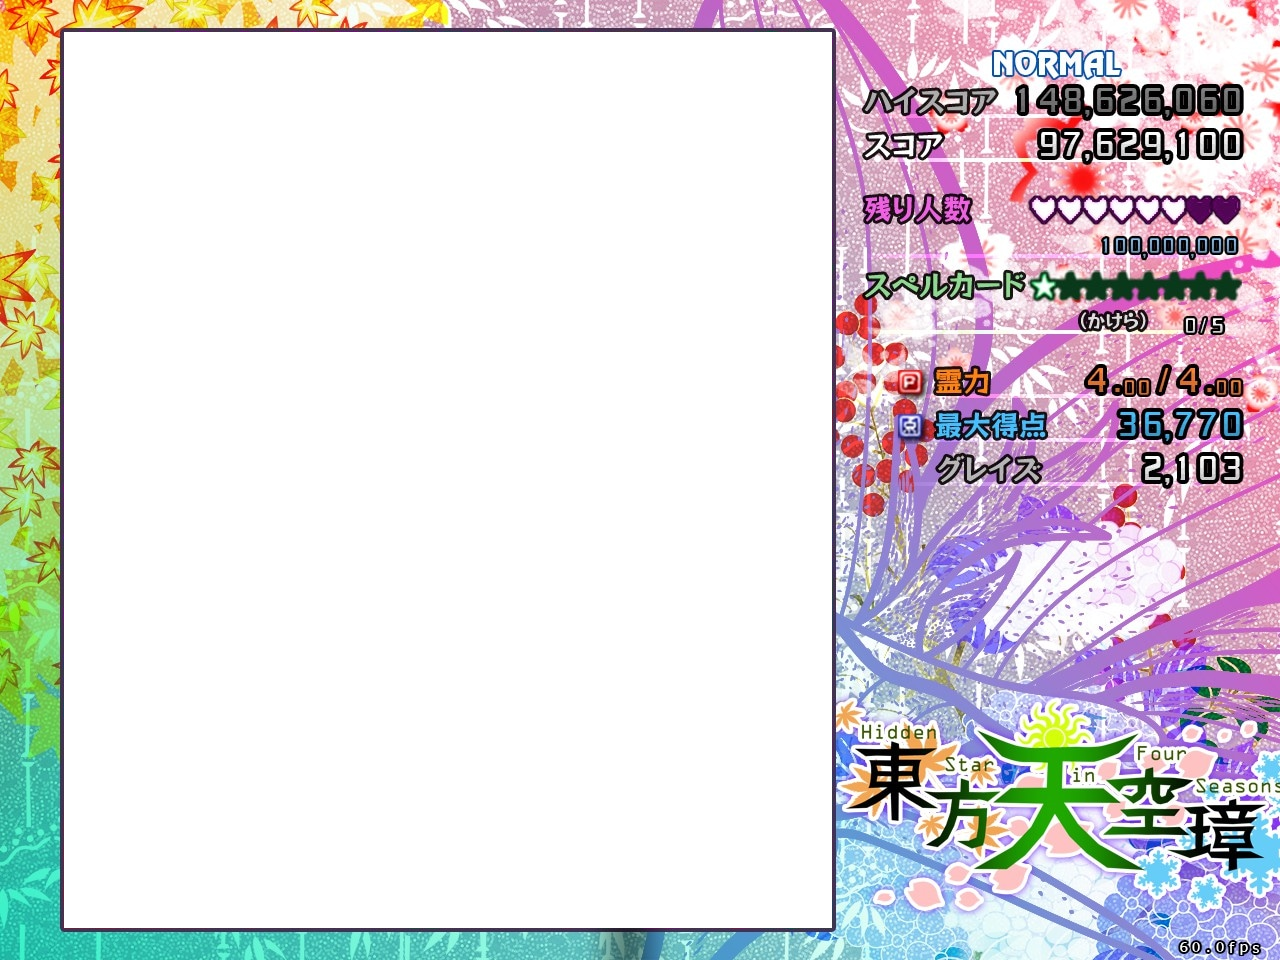 NORMAL
ハイスコア 148,626,060
スコア 97,629,100
残り人数
100,000,000
スペルカード
(かけら) 0/5
P 霊力 4.00/4.00
点 最大得点 36,770
グレイズ 2,103
Hidden Star in Four Seasons
東方天空璋
60.0fps